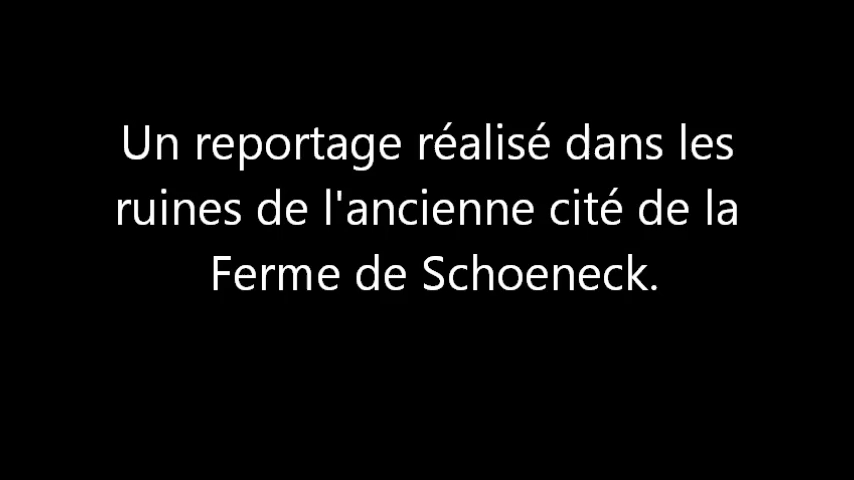 Un reportage réalisé dans les
ruines de l'ancienne cité de la
Ferme de Schoeneck.